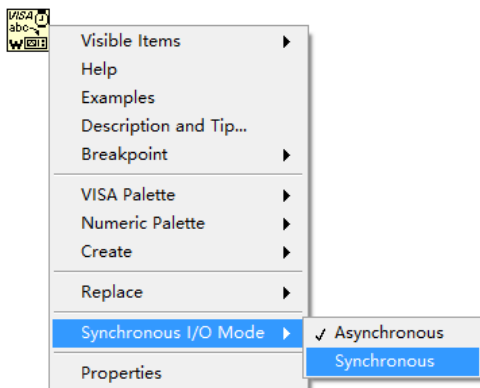 VISA
abc
W
Visible Items
Help
Examples
Description and Tip...
Breakpoint
VISA Palette
Numeric Palette
Create
Replace
Synchronous I/O Mode
✓ Asynchronous
Synchronous
Properties